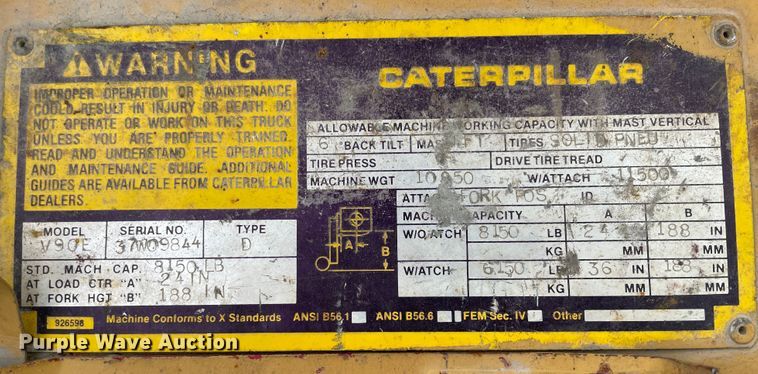 WARNING
IMPROPER OPERATION OR MAINTENANCE
COULD RESULT IN INJURY OR DEATH. DO
NOT OPERATE OR WORK ON THIS TRUCK
UNLESS YOU ARE PROPERLY TRAINED.
READ AND UNDERSTAND THE OPERATION
AND MAINTENANCE GUIDE. ADDITIONAL
GUIDES ARE AVAILABLE FROM CATERPILLAR
DEALERS.
MODEL SERIAL NO. TYPE
V90E 37W09844 D
STD. MACH CAP. 8150 LB
AT LOAD CTR "A" 24 IN
AT FORK HGT "B" 188 IN
A
B
CATERPILLAR
ALLOWABLE MACHINE WORKING CAPACITY WITH MAST VERTICAL
6 °BACK TILT TIRES SOLID PNEU
TIRE PRESS DRIVE TIRE TREAD
MACHINE WGT 10950 W/ATTACH 11500
FORK POS ID
CAPACITY A B
W/O ATCH 8150 LB 24 188 IN
KG MM MM
W/ATCH 6150 36 IN 188 IN
KG MM MM
926598 Machine Conforms to X Standards ANSI B56.1 ANSI B56.6 FEM Sec. IV Other
Purple Wave Auction